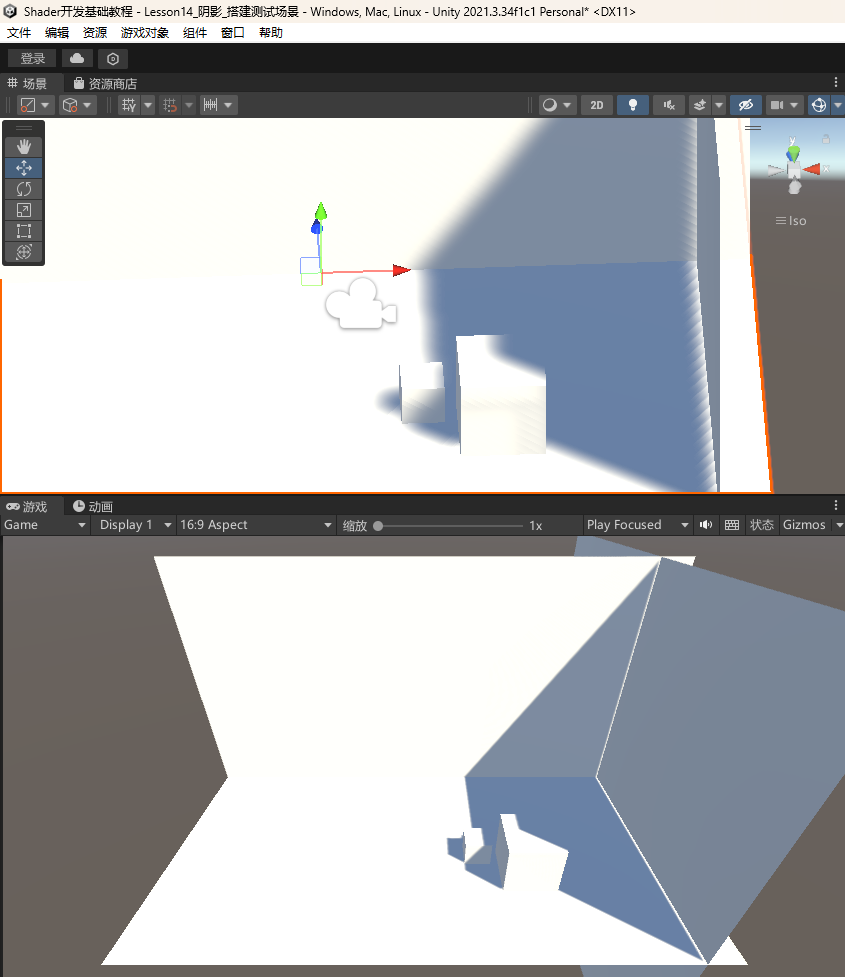 Shader开发基础教程 - Lesson14_阴影_搭建测试场景 - Windows, Mac, Linux - Unity 2021.3.34f1c1 Personal* <DX11>
文件 编辑 资源 游戏对象 组件 窗口 帮助
登录
场景 资源商店
2D
y
Iso
游戏 动画
Game Display 1 16:9 Aspect 缩放 1x Play Focused 状态 Gizmos